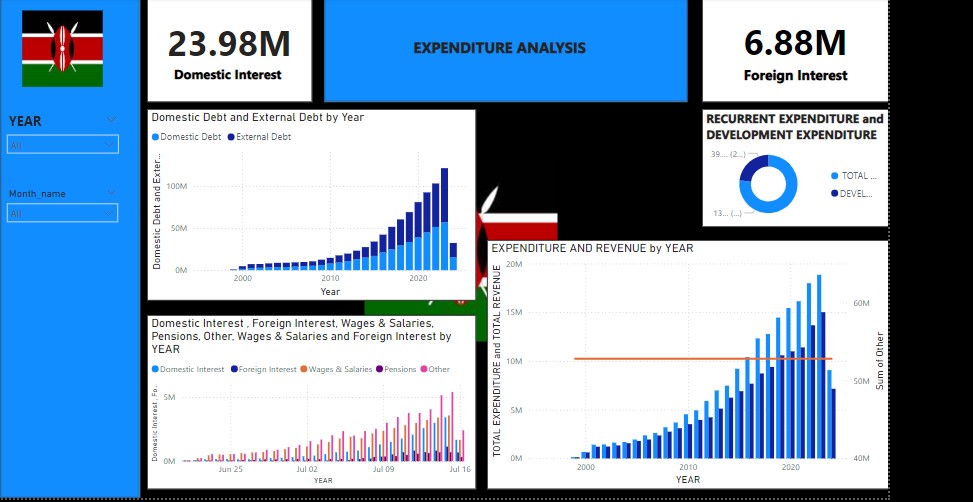 YEAR
All
Month_name
All
23.98M
Domestic Interest
EXPENDITURE ANALYSIS
6.88M
Foreign Interest
Domestic Debt and External Debt by Year
Domestic Debt External Debt
Domestic Debt and Exter...
100M
50M
0M
2000 2010 2020
Year
RECURRENT EXPENDITURE and
DEVELOPMENT EXPENDITURE
39.... (2...)
13... (...)
TOTAL ...
DEVEL...
Domestic Interest , Foreign Interest, Wages & Salaries,
Pensions, Other, Wages & Salaries and Foreign Interest by
YEAR
Domestic Interest Foreign Interest Wages & Salaries Pensions Other
Domestic Interest , Fo...
5M
0M
Jun 25 Jul 02 Jul 09 Jul 16
YEAR
EXPENDITURE AND REVENUE by YEAR
TOTAL EXPENDITURE and TOTAL REVENUE
20M
15M
10M
5M
0M
2000 2010 2020
YEAR
60M
50M
40M
Sum of Other